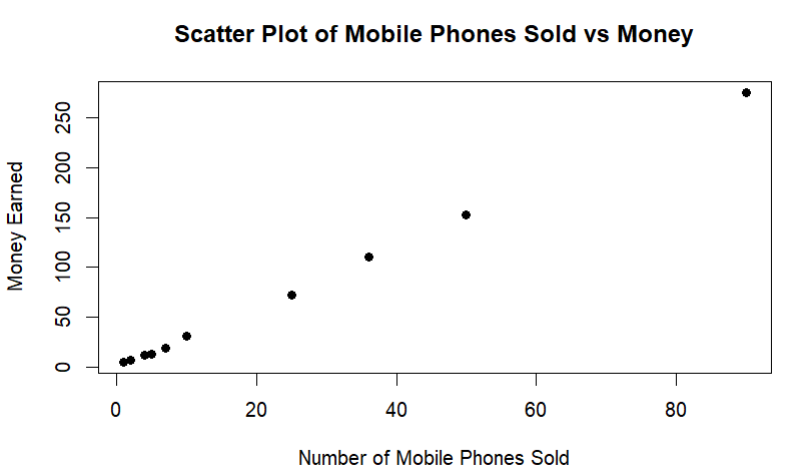 Scatter Plot of Mobile Phones Sold vs Money
Money Earned
250
200
150
100
50
0
0 20 40 60 80
Number of Mobile Phones Sold